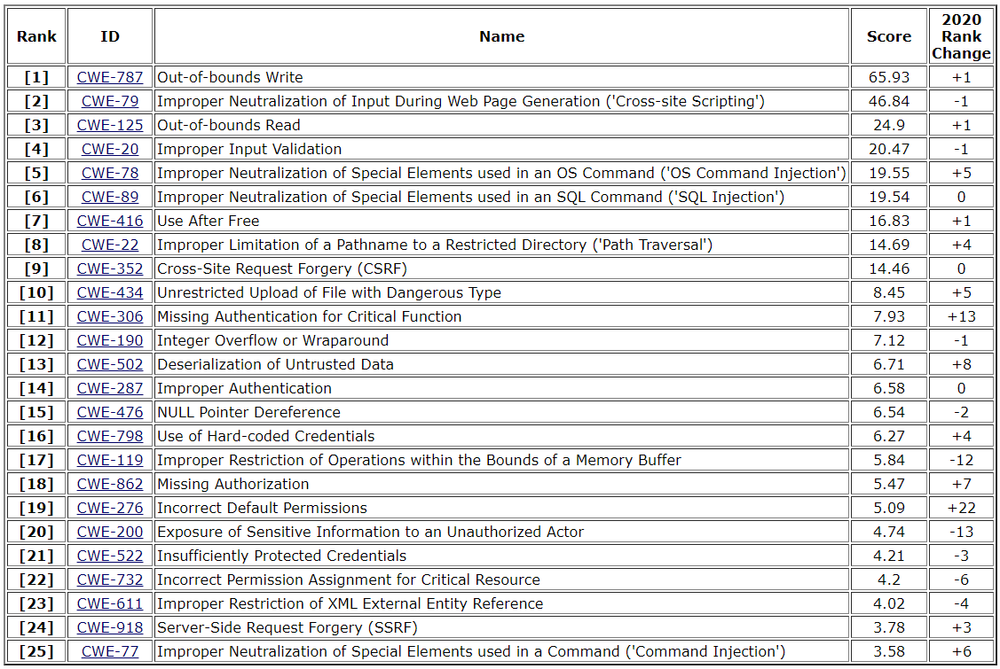 Rank ID Name Score 2020 Rank Change
[1] CWE-787 Out-of-bounds Write 65.93 +1
[2] CWE-79 Improper Neutralization of Input During Web Page Generation ('Cross-site Scripting') 46.84 -1
[3] CWE-125 Out-of-bounds Read 24.9 +1
[4] CWE-20 Improper Input Validation 20.47 -1
[5] CWE-78 Improper Neutralization of Special Elements used in an OS Command ('OS Command Injection') 19.55 +5
[6] CWE-89 Improper Neutralization of Special Elements used in an SQL Command ('SQL Injection') 19.54 0
[7] CWE-416 Use After Free 16.83 +1
[8] CWE-22 Improper Limitation of a Pathname to a Restricted Directory ('Path Traversal') 14.69 +4
[9] CWE-352 Cross-Site Request Forgery (CSRF) 14.46 0
[10] CWE-434 Unrestricted Upload of File with Dangerous Type 8.45 +5
[11] CWE-306 Missing Authentication for Critical Function 7.93 +13
[12] CWE-190 Integer Overflow or Wraparound 7.12 -1
[13] CWE-502 Deserialization of Untrusted Data 6.71 +8
[14] CWE-287 Improper Authentication 6.58 0
[15] CWE-476 NULL Pointer Dereference 6.54 -2
[16] CWE-798 Use of Hard-coded Credentials 6.27 +4
[17] CWE-119 Improper Restriction of Operations within the Bounds of a Memory Buffer 5.84 -12
[18] CWE-862 Missing Authorization 5.47 +7
[19] CWE-276 Incorrect Default Permissions 5.09 +22
[20] CWE-200 Exposure of Sensitive Information to an Unauthorized Actor 4.74 -13
[21] CWE-522 Insufficiently Protected Credentials 4.21 -3
[22] CWE-732 Incorrect Permission Assignment for Critical Resource 4.2 -6
[23] CWE-611 Improper Restriction of XML External Entity Reference 4.02 -4
[24] CWE-918 Server-Side Request Forgery (SSRF) 3.78 +3
[25] CWE-77 Improper Neutralization of Special Elements used in a Command ('Command Injection') 3.58 +6